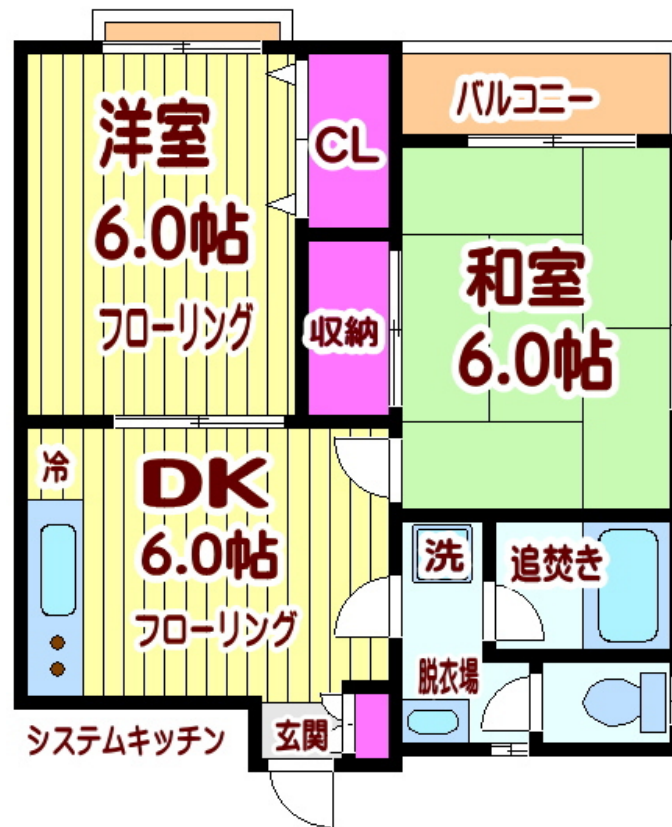 洋室
6.0帖
フローリング
CL
バルコニー
収納
和室
6.0帖
冷
DK
6.0帖
フローリング
洗
追焚き
脱衣場
システムキッチン
玄関